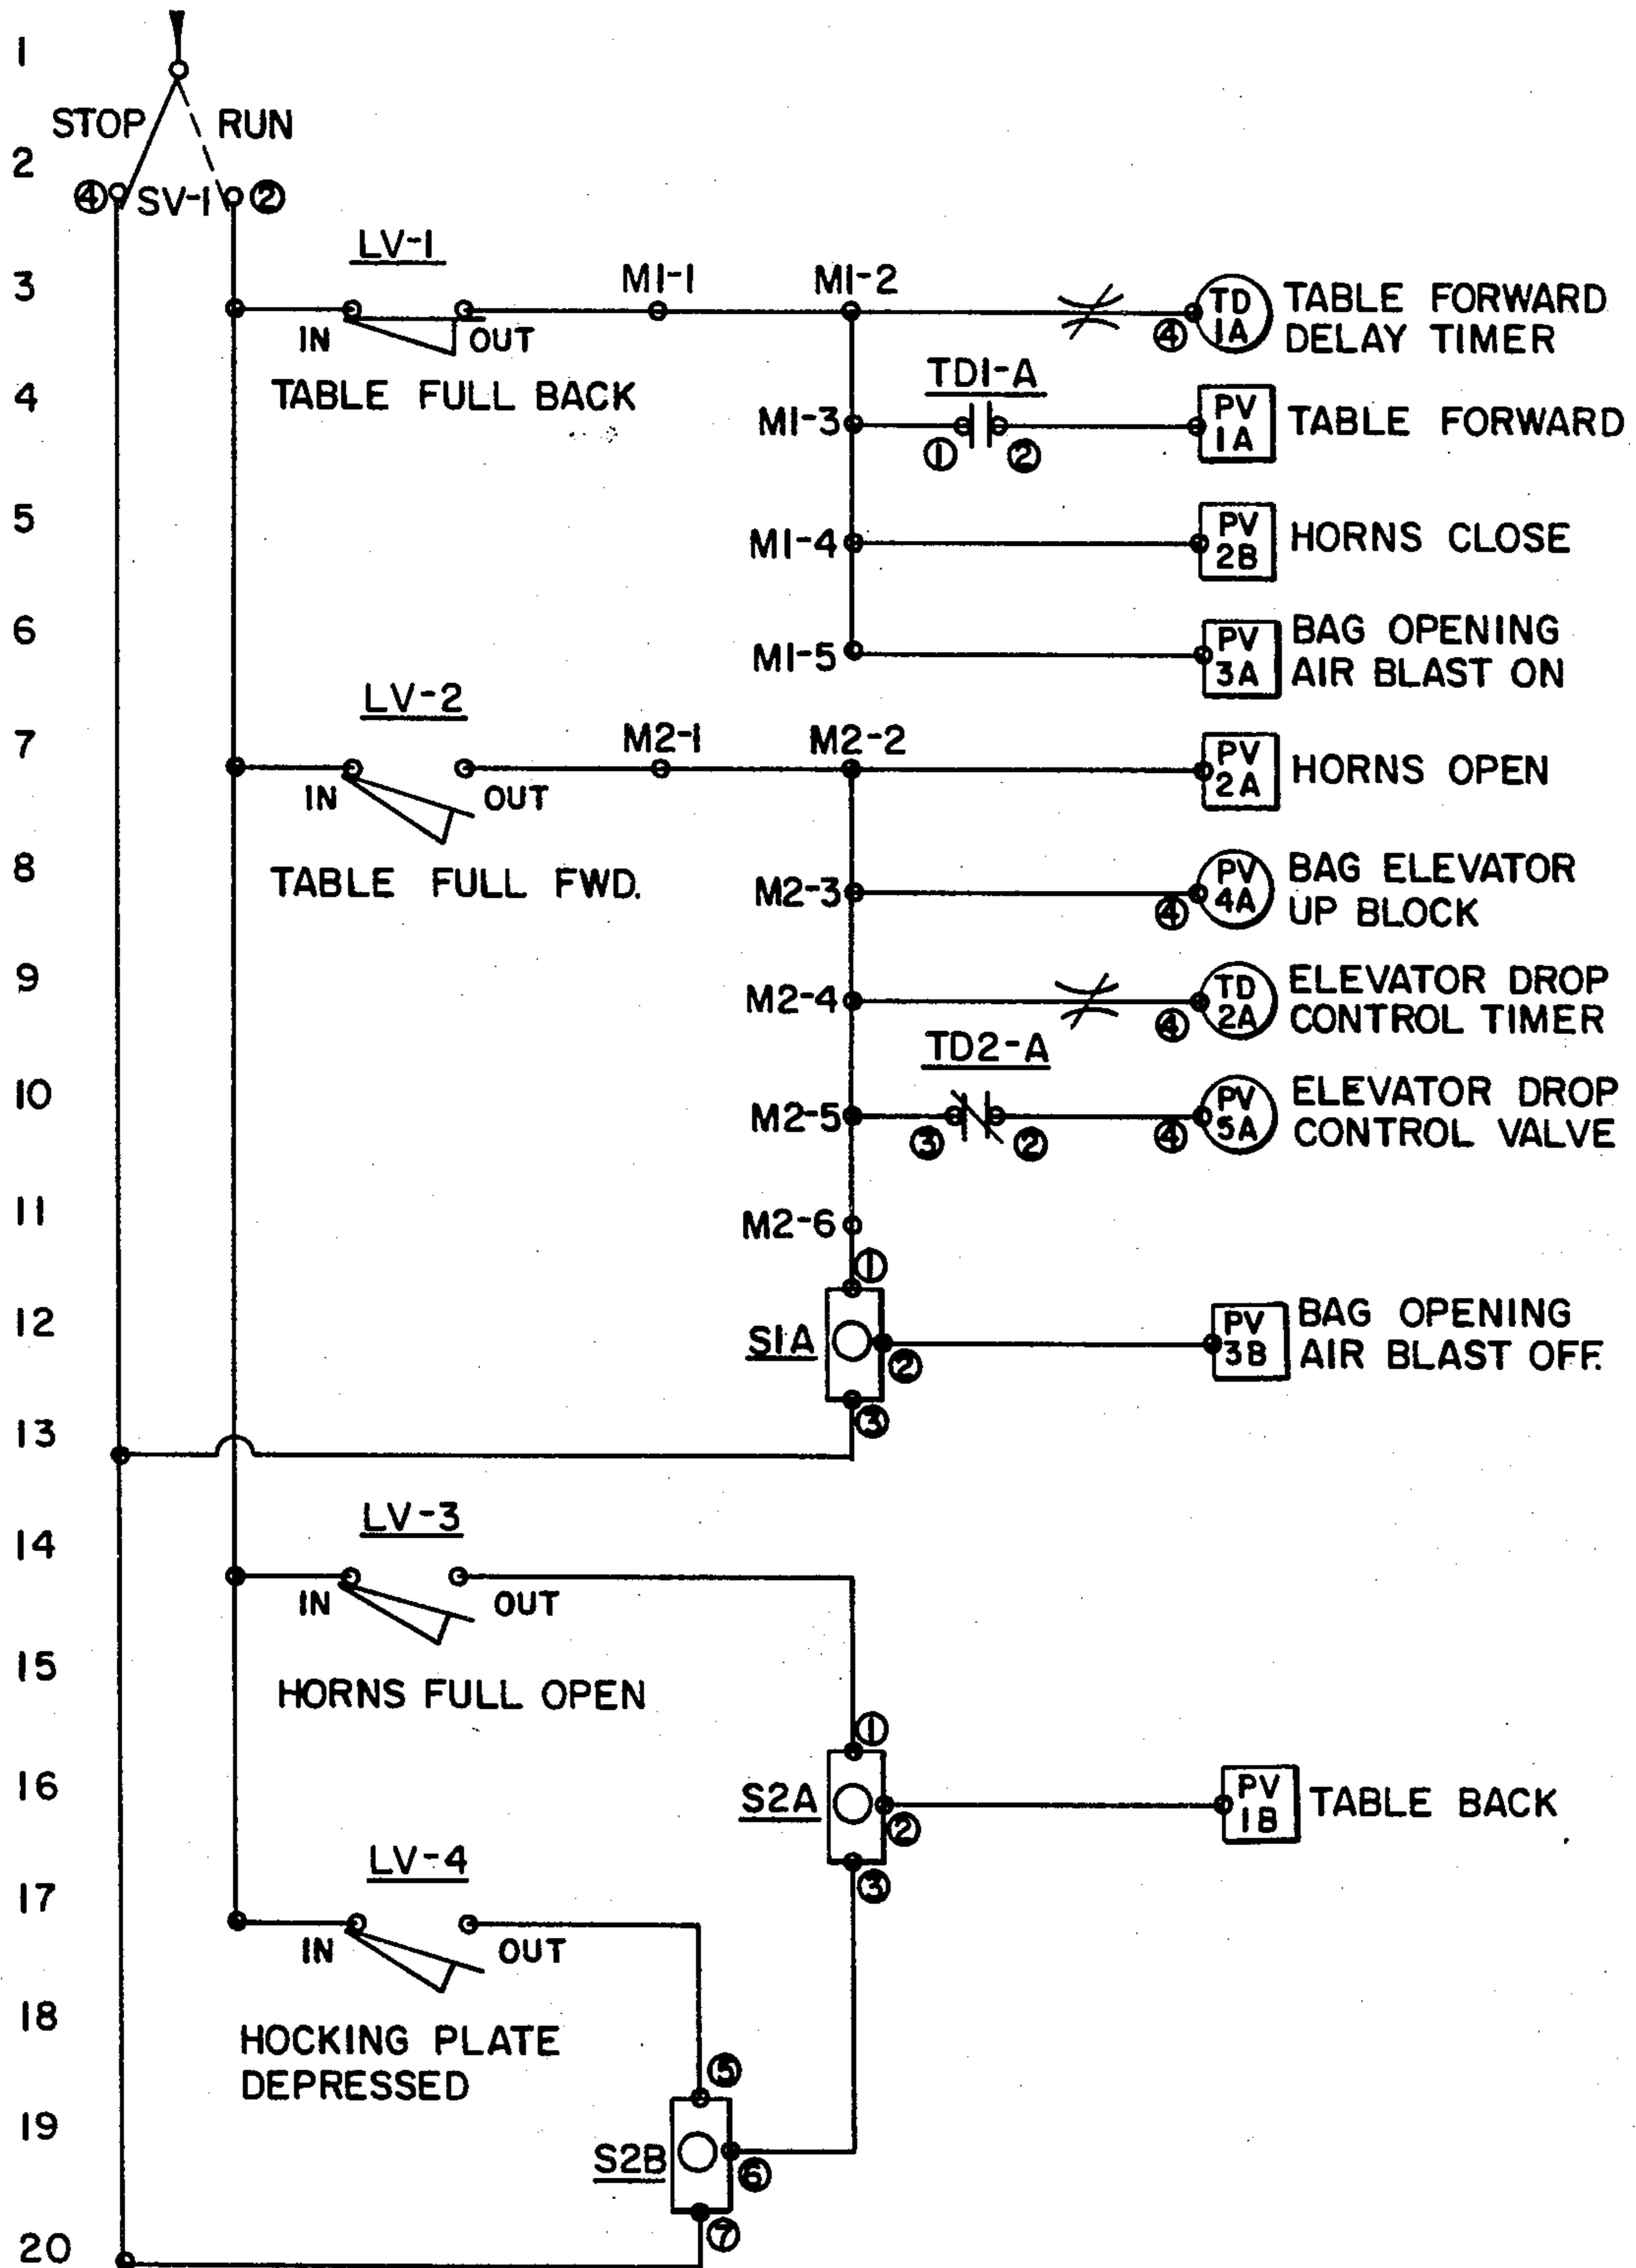 1
STOP RUN
2
④ SV-1 ②
LV-1
3 M1-1 M1-2 TD 1A TABLE FORWARD
IN OUT ④ DELAY TIMER
TABLE FULL BACK
4 TD1-A
M1-3 PV 1A TABLE FORWARD
① ②
5 M1-4 PV 2B HORNS CLOSE
6 M1-5 PV 3A BAG OPENING
AIR BLAST ON
LV-2
7 M2-1 M2-2 PV 2A HORNS OPEN
IN OUT
TABLE FULL FWD.
8 M2-3 ④ PV 4A BAG ELEVATOR
UP BLOCK
9 M2-4 ④ TD 2A ELEVATOR DROP
CONTROL TIMER
TD2-A
10 M2-5 PV 5A ELEVATOR DROP
③ ② ④ CONTROL VALVE
11 M2-6
①
12 S1A PV 3B BAG OPENING
② AIR BLAST OFF.
③
13
LV-3
14
IN OUT
15
HORNS FULL OPEN
①
16 S2A PV 1B TABLE BACK
②
LV-4
17 ③
IN OUT
18
HOCKING PLATE
DEPRESSED
⑤
19
S2B
⑥
⑦
20